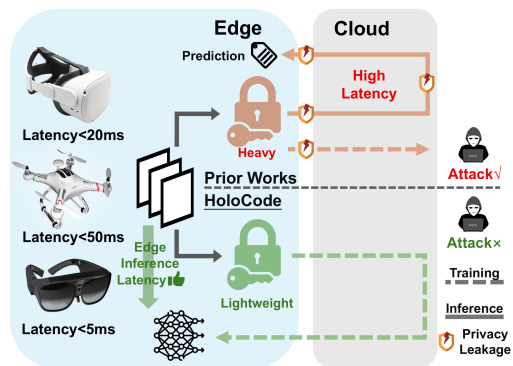 Edge
Cloud
Prediction
High
Latency
Latency<20ms
Heavy
Attack√
Prior Works
HoloCode
Latency<50ms
Attack×
Edge
Inference
Latency
Training
Lightweight
Inference
Latency<5ms
Privacy
Leakage